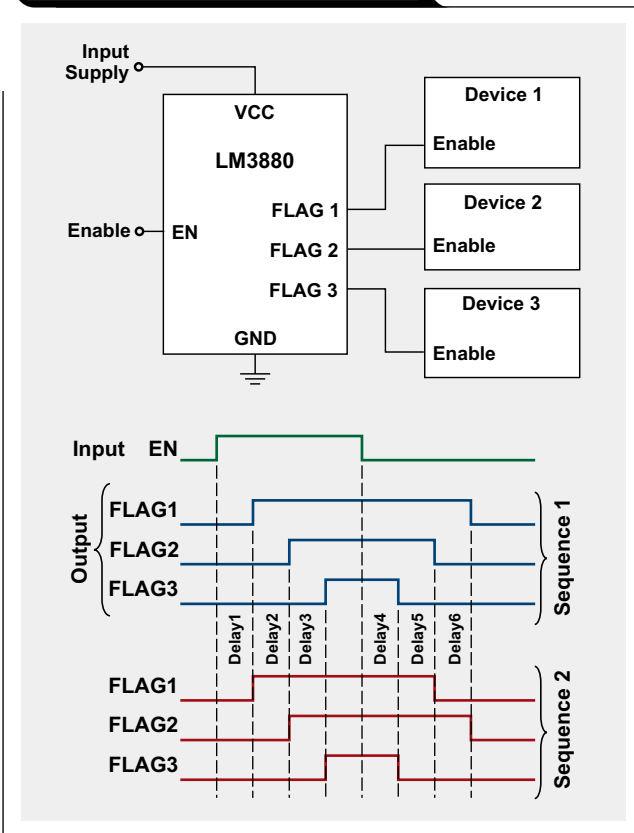 Input
Supply
VCC
LM3880
Enable
EN
FLAG 1
FLAG 2
FLAG 3
GND
Device 1
Enable
Device 2
Enable
Device 3
Enable
Input EN
Output
FLAG1
FLAG2
FLAG3
Sequence 1
Delay1
Delay2
Delay3
Delay4
Delay5
Delay6
FLAG1
FLAG2
FLAG3
Sequence 2